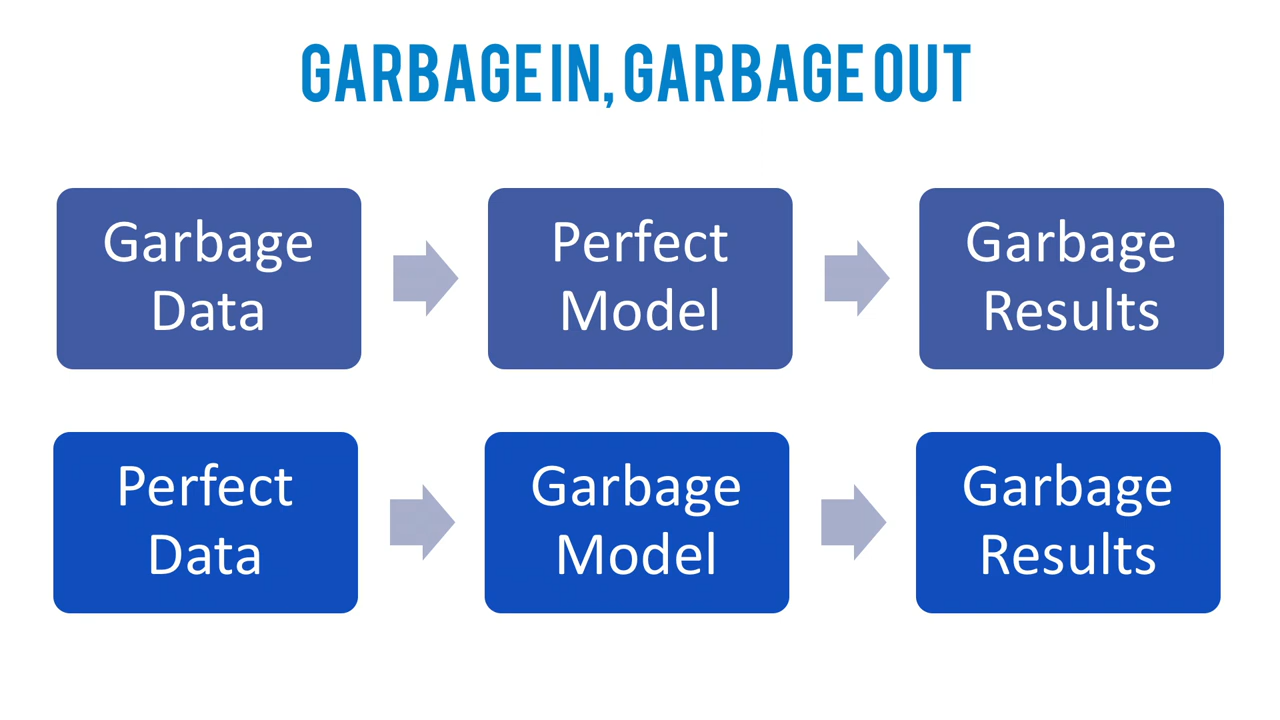 GARBAGE IN, GARBAGE OUT
Garbage
Data
Perfect
Model
Garbage
Results
Perfect
Data
Garbage
Model
Garbage
Results